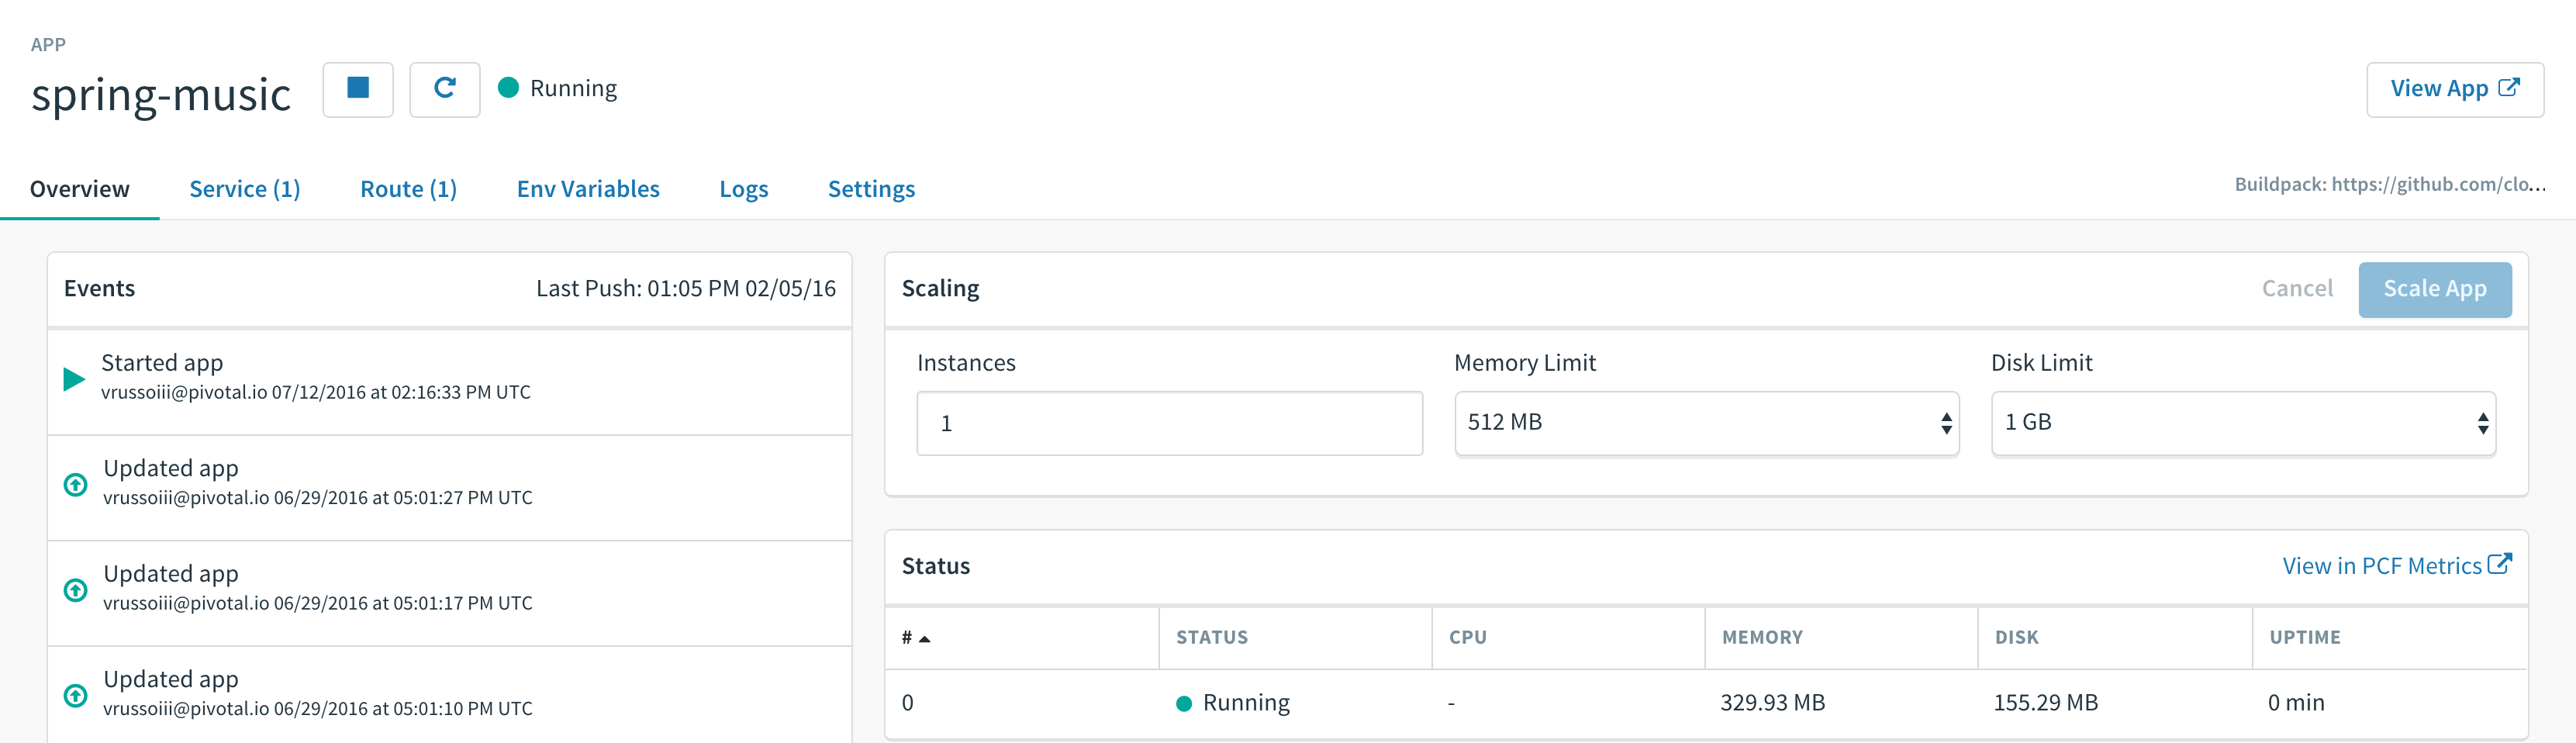 APP
spring-music
Running
View App
Overview Service (1) Route (1) Env Variables Logs Settings
Buildpack: https://github.com/clo...
Events Last Push: 01:05 PM 02/05/16
Started app
vrussoiii@pivotal.io 07/12/2016 at 02:16:33 PM UTC
Updated app
vrussoiii@pivotal.io 06/29/2016 at 05:01:27 PM UTC
Updated app
vrussoiii@pivotal.io 06/29/2016 at 05:01:17 PM UTC
Updated app
vrussoiii@pivotal.io 06/29/2016 at 05:01:10 PM UTC
Scaling Cancel Scale App
Instances Memory Limit Disk Limit
1 512 MB 1 GB
Status View in PCF Metrics
# STATUS CPU MEMORY DISK UPTIME
0 Running - 329.93 MB 155.29 MB 0 min